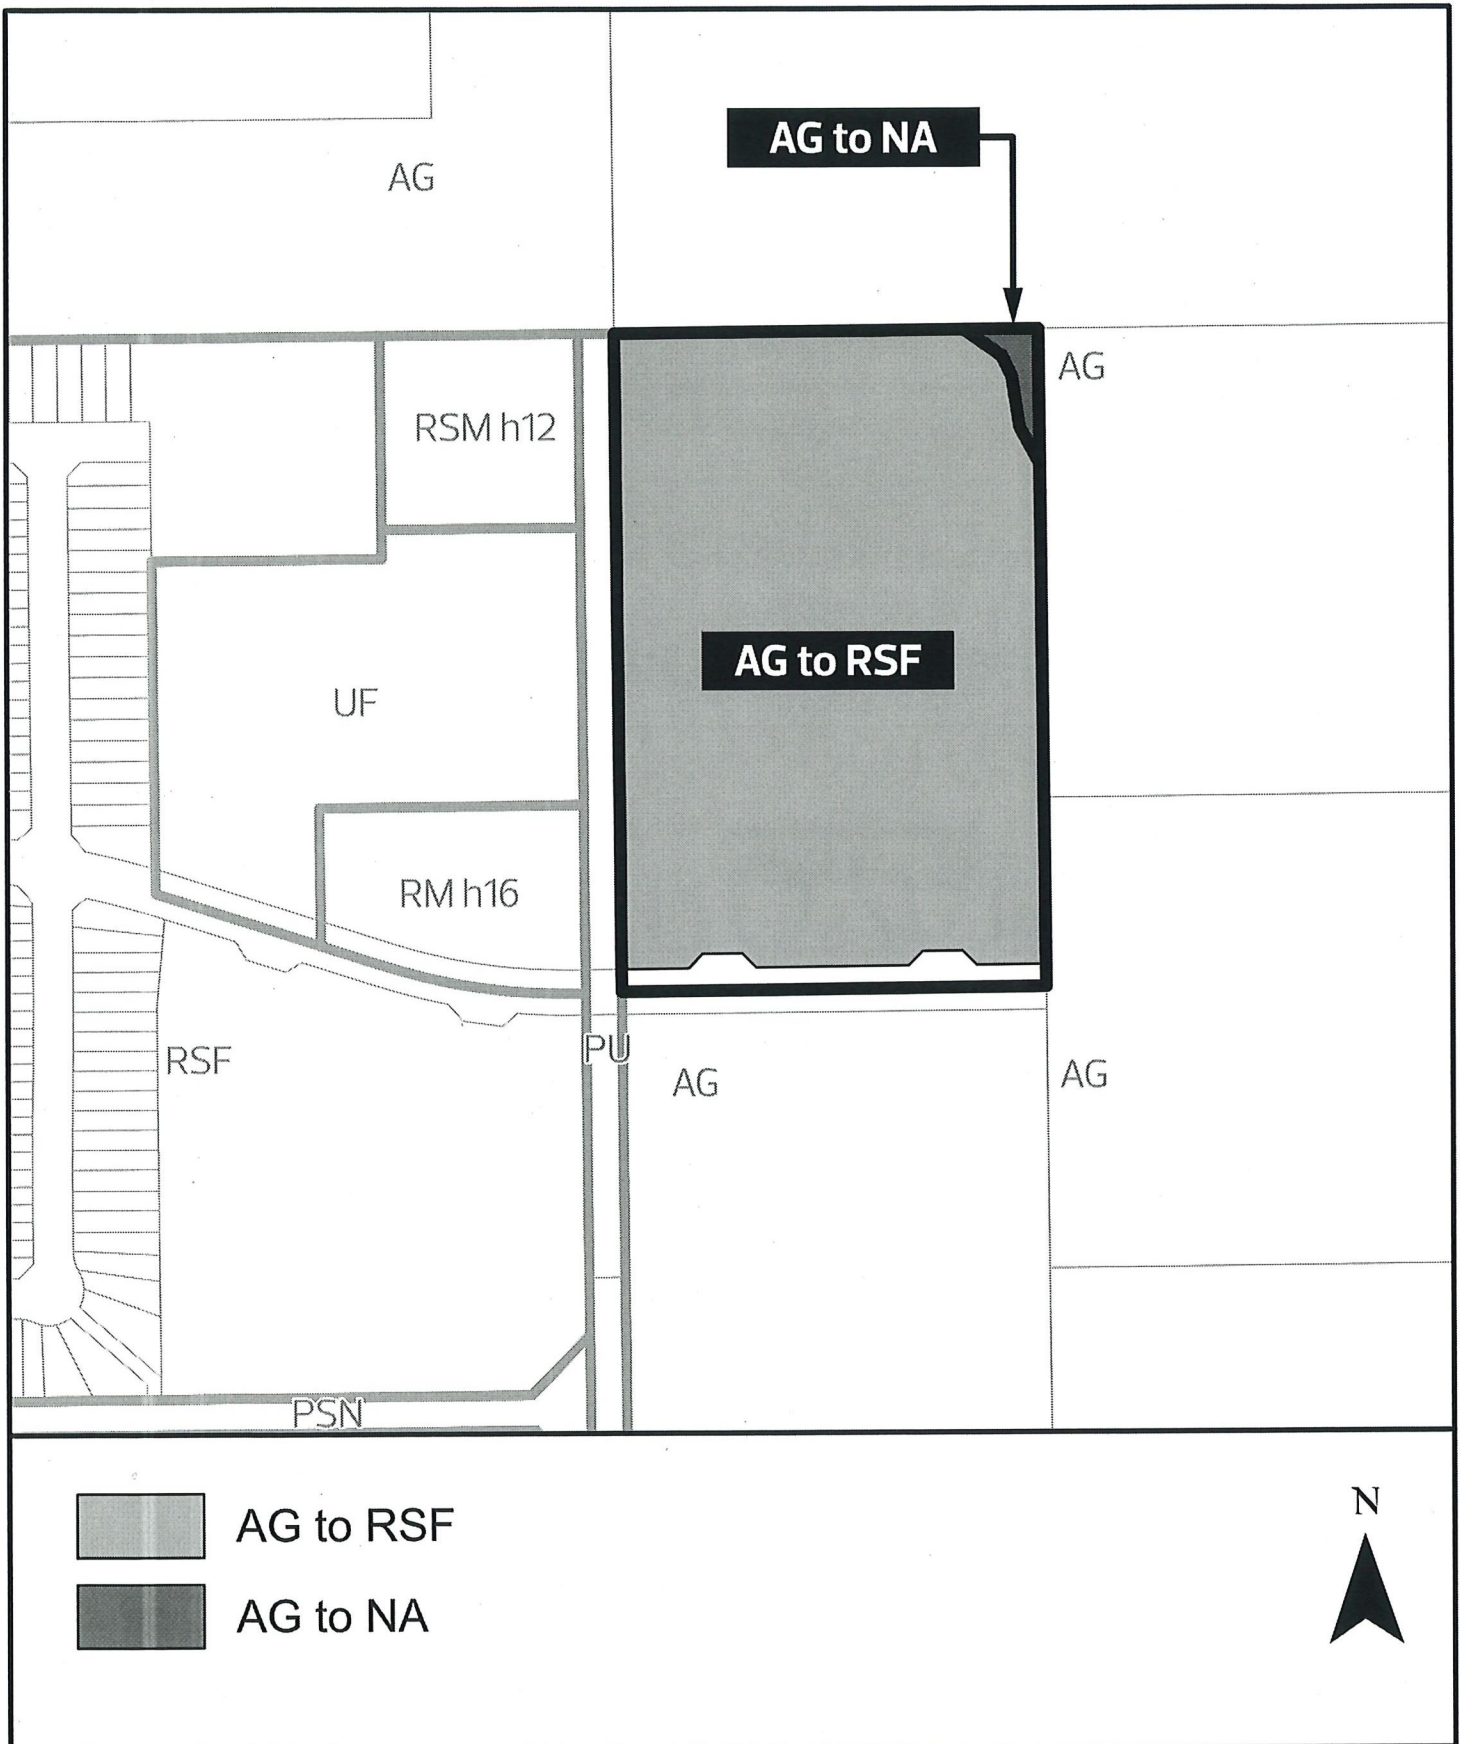 AG to NA
AG
AG
RSM h12
AG to RSF
UF
RM h16
PU
RSF
AG
AG
PSN
AG to RSF
N
AG to NA